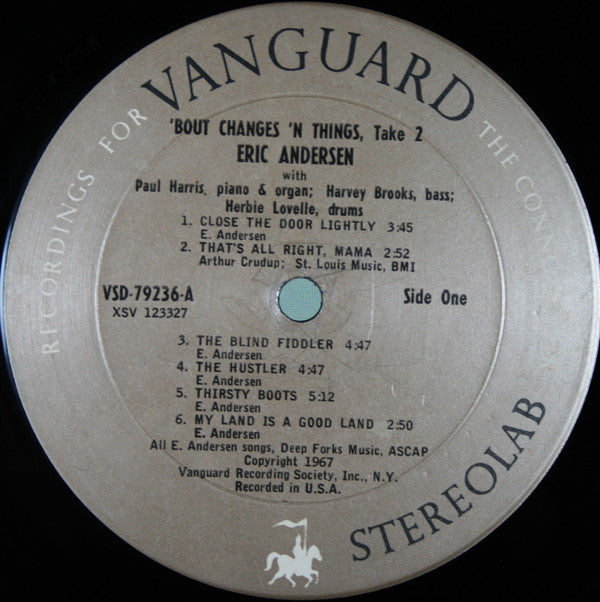 RECORDINGS FOR THE CON
VANGUARD
'BOUT CHANGES 'N THINGS, Take 2
ERIC ANDERSEN
with
Paul Harris, piano & organ; Harvey Brooks, bass;
Herbie Lovelle, drums
1. CLOSE THE DOOR LIGHTLY 3:45
E. Andersen
2. THAT'S ALL RIGHT, MAMA 2:52
Arthur Crudup; St. Louis Music, BMI
VSD-79236-A
XSV 123327
Side One
3. THE BLIND FIDDLER 4:47
E. Andersen
4. THE HUSTLER 4:47
E. Andersen
5. THIRSTY BOOTS 5:12
E. Andersen
6. MY LAND IS A GOOD LAND 2:50
E. Andersen
All E. Andersen songs, Deep Forks Music, ASCAP
Copyright 1967
Vanguard Recording Society, Inc., N.Y.
Recorded in U.S.A.
STEREOLAB